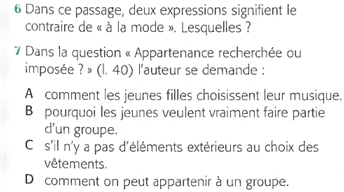 6 Dans ce passage, deux expressions signifient le
contraire de « à la mode ». Lesquelles ?
7 Dans la question « Appartenance recherchée ou
imposée ? » (l. 40) l'auteur se demande :
A comment les jeunes filles choisissent leur musique.
B pourquoi les jeunes veulent vraiment faire partie
d'un groupe.
C s'il n'y a pas d'éléments extérieurs au choix des
vêtements.
D comment on peut appartenir à un groupe.